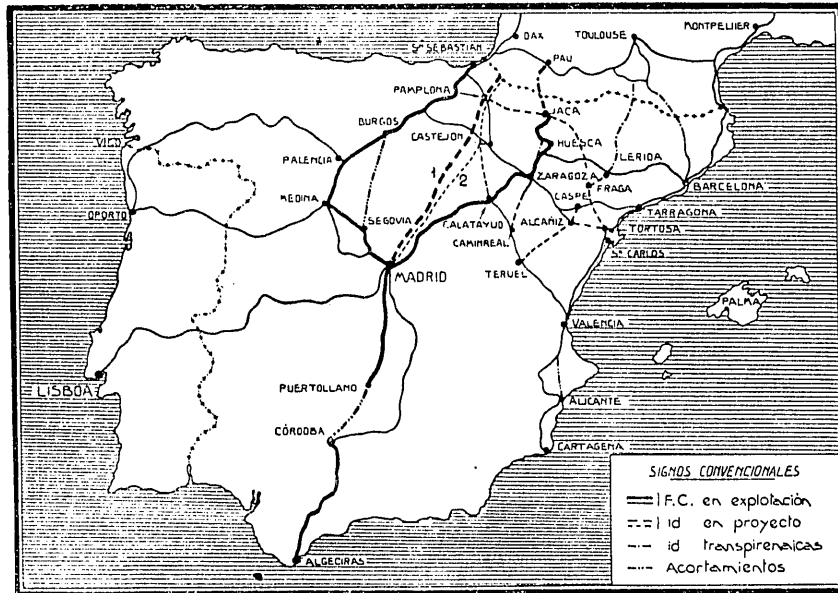 MONTPELLIER
DAX
TOULOUSE
Sn SEBASTIAN
PAU
PAMPLONA
JACA
BURGOS
CASTEJON
HUESCA
VIGO
PALENCIA
1
2
ZARAGOZA
LERIDA
FRAGA
BARCELONA
MEDINA
CASPE
OPORTO
SEGOVIA
CALATAYUD
ALCAÑIZ
TARRAGONA
CAMINREAL
TORTOSA
Sn CARLOS
MADRID
TERUEL
PALMA
VALENCIA
LISBOA
PUERTOLLANO
ALICANTE
CÓRDOBA
CARTAGENA
ALGECIRAS
SIGNOS CONVENCIONALES
F.C. en explotación
id en proyecto
id transpirenaicas
Acortamientos